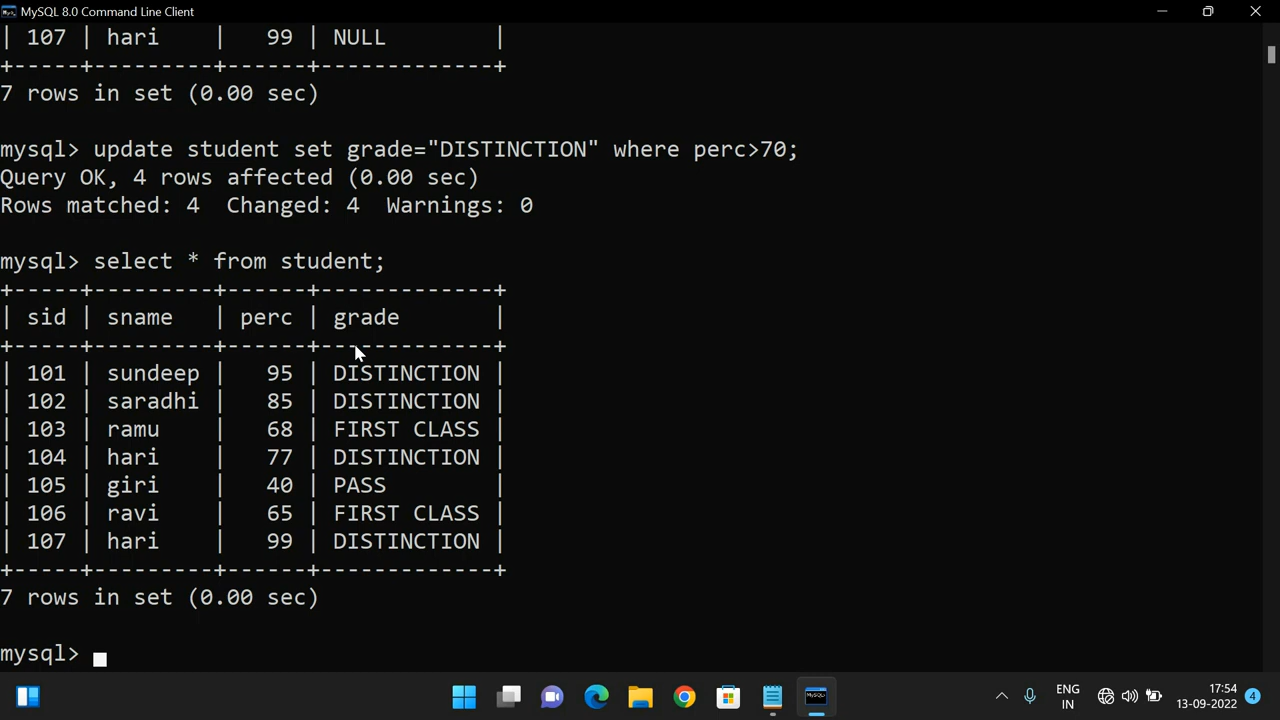 MySQL 8.0 Command Line Client
| 107 | hari    |   99 | NULL        |
+-----+---------+------+-------------+
7 rows in set (0.00 sec)
mysql> update student set grade="DISTINCTION" where perc>70;
Query OK, 4 rows affected (0.00 sec)
Rows matched: 4  Changed: 4  Warnings: 0
mysql> select * from student;
+-----+---------+------+-------------+
| sid | sname   | perc | grade       |
+-----+---------+------+-------------+
| 101 | sundeep |   95 | DISTINCTION |
| 102 | saradhi |   85 | DISTINCTION |
| 103 | ramu    |   68 | FIRST CLASS |
| 104 | hari    |   77 | DISTINCTION |
| 105 | giri    |   40 | PASS        |
| 106 | ravi    |   65 | FIRST CLASS |
| 107 | hari    |   99 | DISTINCTION |
+-----+---------+------+-------------+
7 rows in set (0.00 sec)
mysql>
ENG
IN
17:54
13-09-2022
4